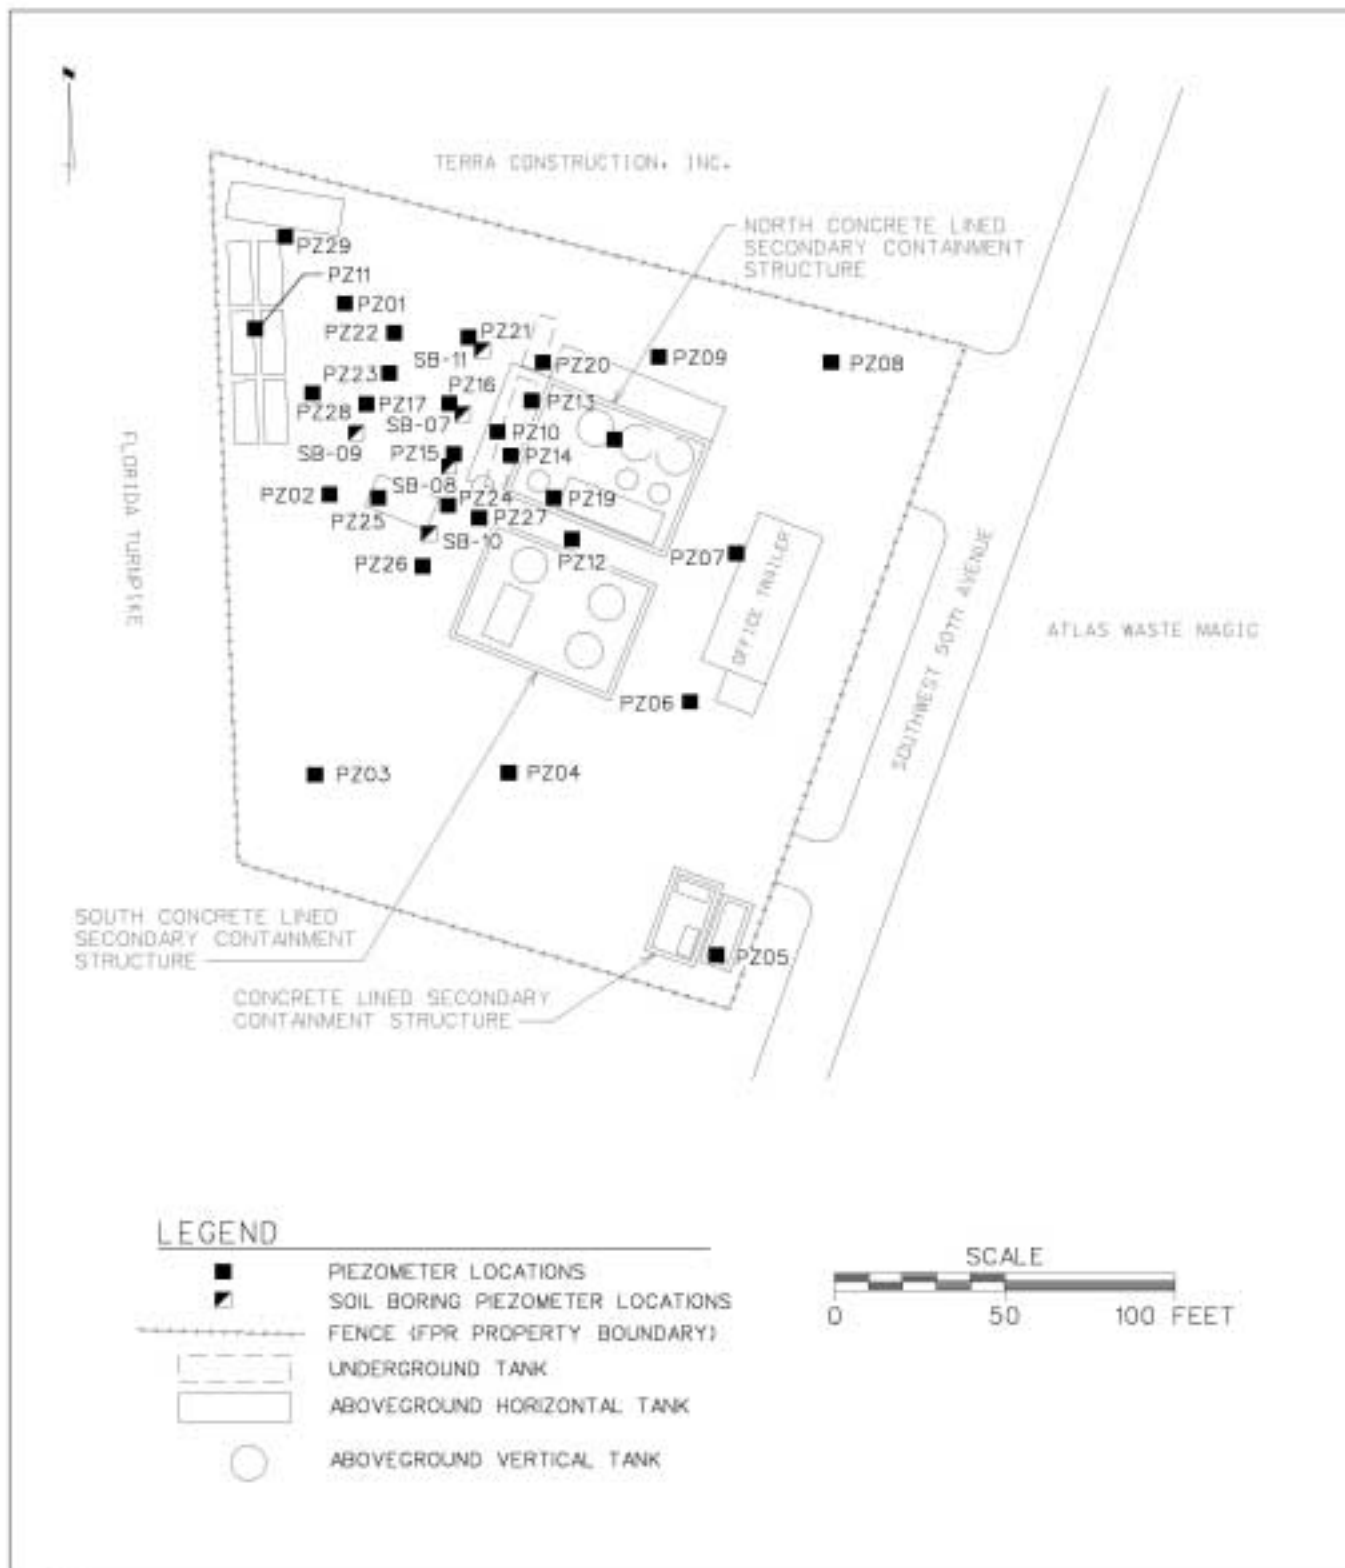 TERRA CONSTRUCTION, INC.
NORTH CONCRETE LINED
SECONDARY CONTAINMENT
STRUCTURE
PZ29
PZ11
PZ01
PZ22
PZ21
SB-11
PZ20
PZ09
PZ08
PZ23
PZ16
PZ28
PZ17
SB-07
PZ13
PZ10
SB-09
PZ15
PZ14
SB-08
PZ02
PZ25
PZ24
PZ19
PZ27
SB-10
PZ12
PZ07
PZ26
FLORIDA TURNPIKE
OFFICE TRAILER
SOUTHWEST 50TH AVENUE
ATLAS WASTE MAGIC
PZ06
PZ03
PZ04
SOUTH CONCRETE LINED
SECONDARY CONTAINMENT
STRUCTURE
PZ05
CONCRETE LINED SECONDARY
CONTAINMENT STRUCTURE
LEGEND
PIEZOMETER LOCATIONS
SOIL BORING PIEZOMETER LOCATIONS
FENCE (FPR PROPERTY BOUNDARY)
UNDERGROUND TANK
ABOVEGROUND HORIZONTAL TANK
ABOVEGROUND VERTICAL TANK
SCALE
0 50 100 FEET